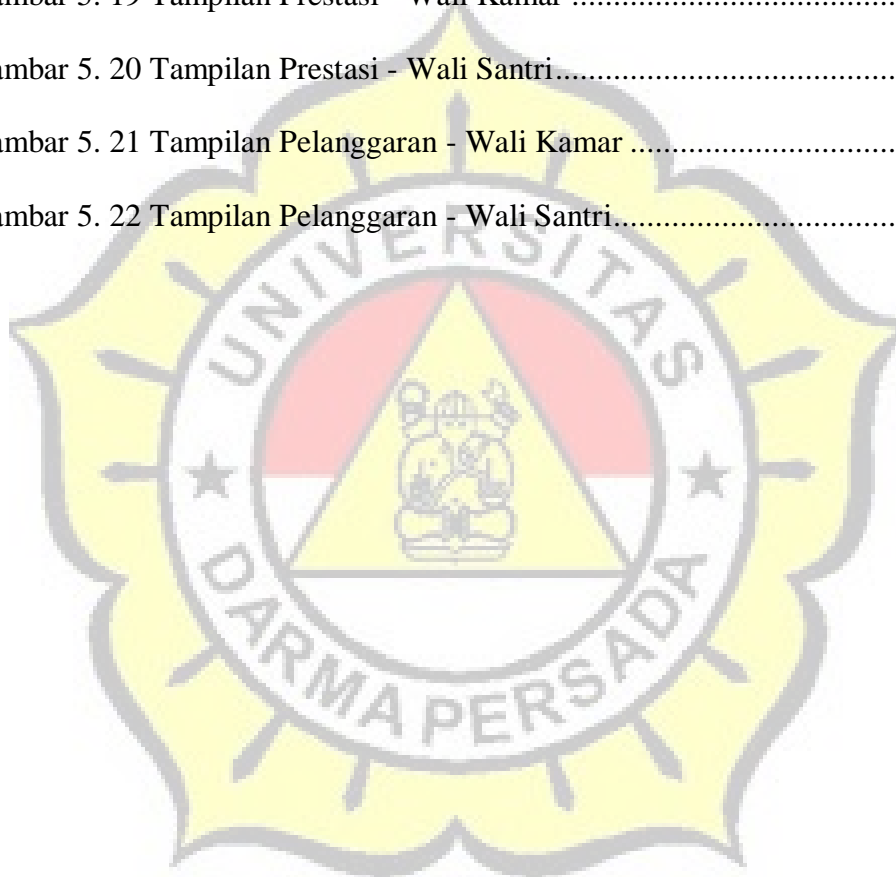 ambar 5. 19 Tampilan Prestasi - Wali Kamar ........................................
ambar 5. 20 Tampilan Prestasi - Wali Santri.........................................
ambar 5. 21 Tampilan Pelanggaran - Wali Kamar ................................
ambar 5. 22 Tampilan Pelanggaran - Wali Santri..................................
UNIVERSITAS
DARMA PERSADA